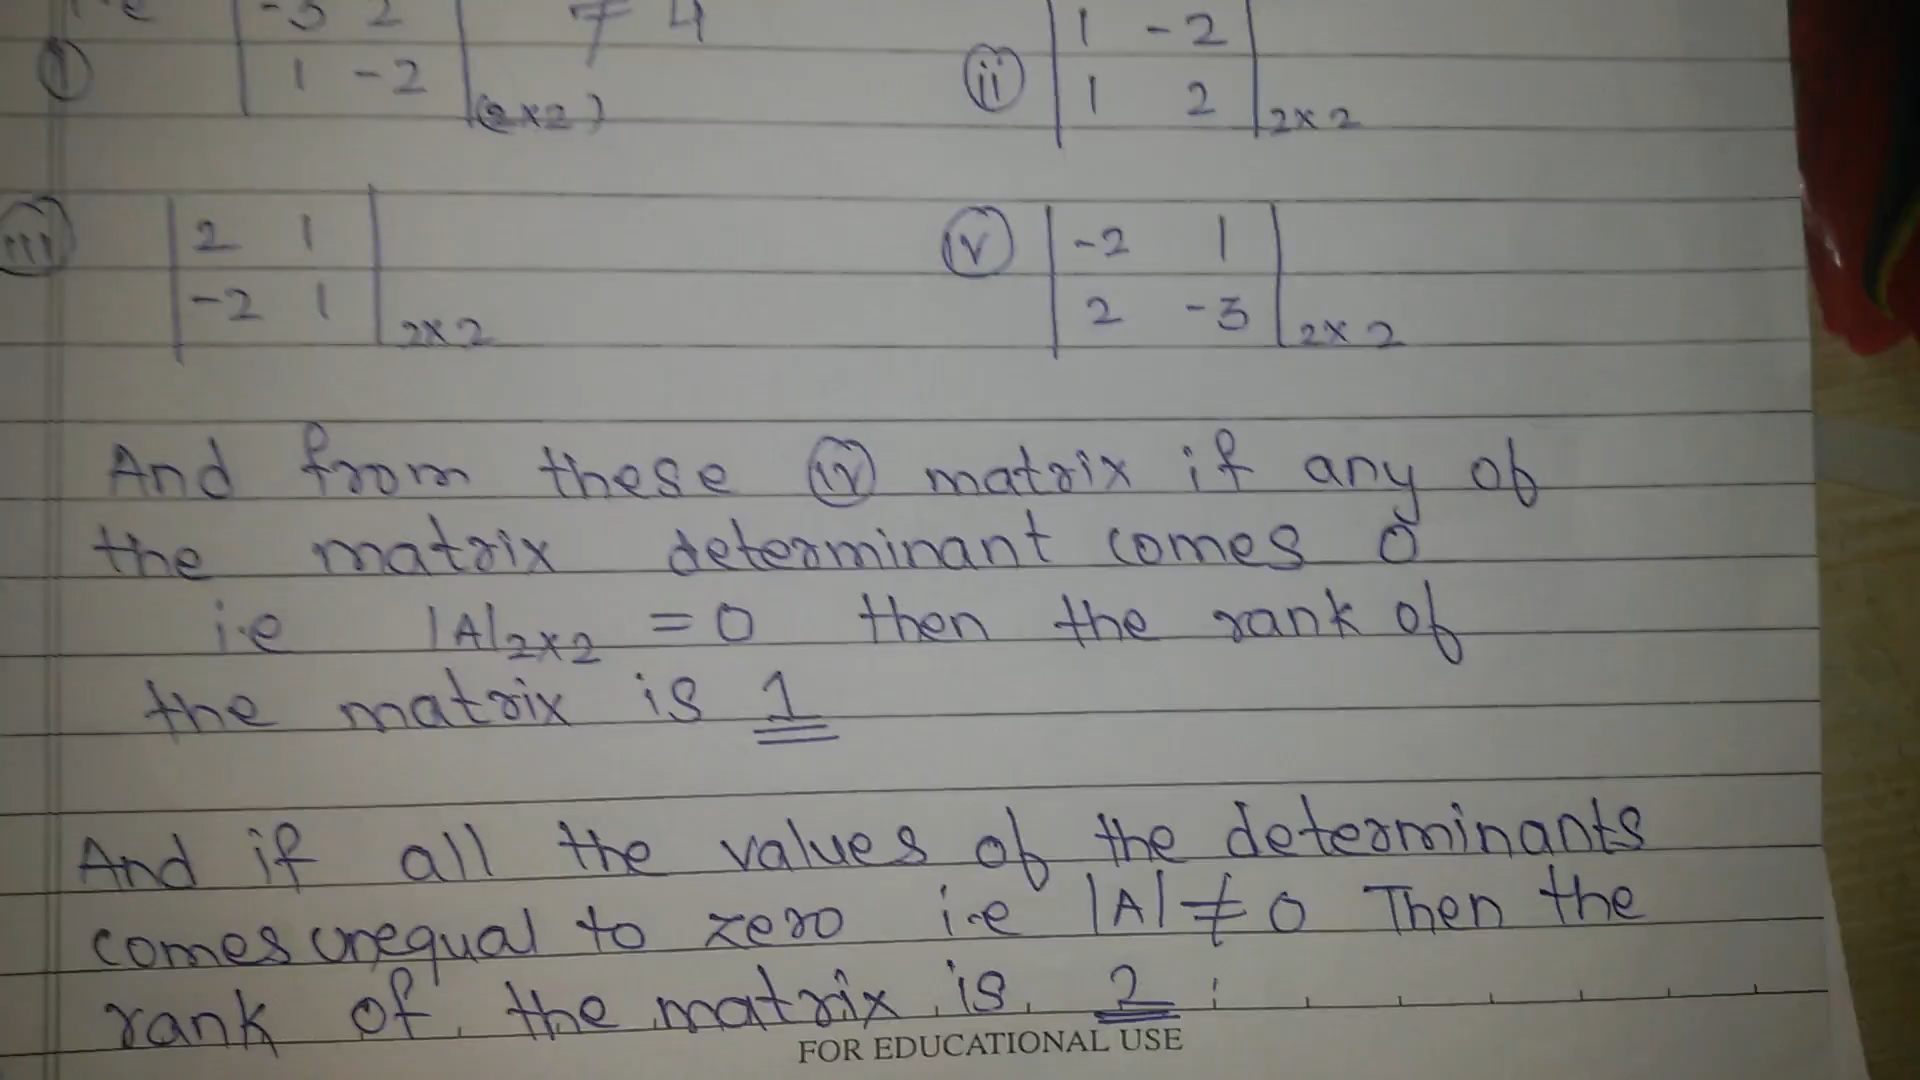 i.e | -3 2 | 7 4
(i) | 1 -2 | (2x2)
(ii) | 1 -2 |
| 1 2 | 2x2
(iii) | 2 1 |
| -2 1 | 2x2
(iv) | -2 1 |
| 2 -3 | 2x2
And from these (iv) matrix if any of
the matrix determinant comes 0
i.e |A|2x2 = 0 then the rank of
the matrix is 1
And if all the values of the determinants
comes unequal to zero i.e |A| ≠ 0 Then the
rank of the matrix is 2
FOR EDUCATIONAL USE